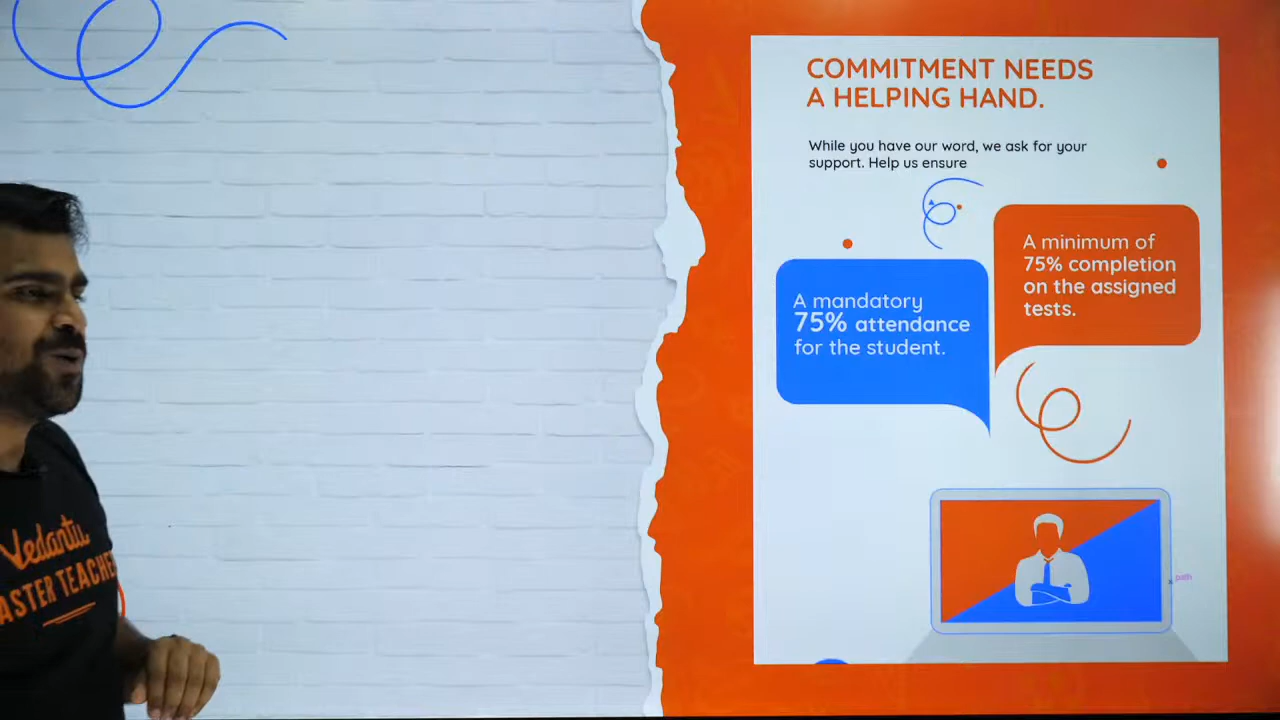 COMMITMENT NEEDS
A HELPING HAND.
While you have our word, we ask for your
support. Help us ensure
A minimum of
75% completion
on the assigned
tests.
A mandatory
75% attendance
for the student.
path
Vedantu
ASTER TEACHE